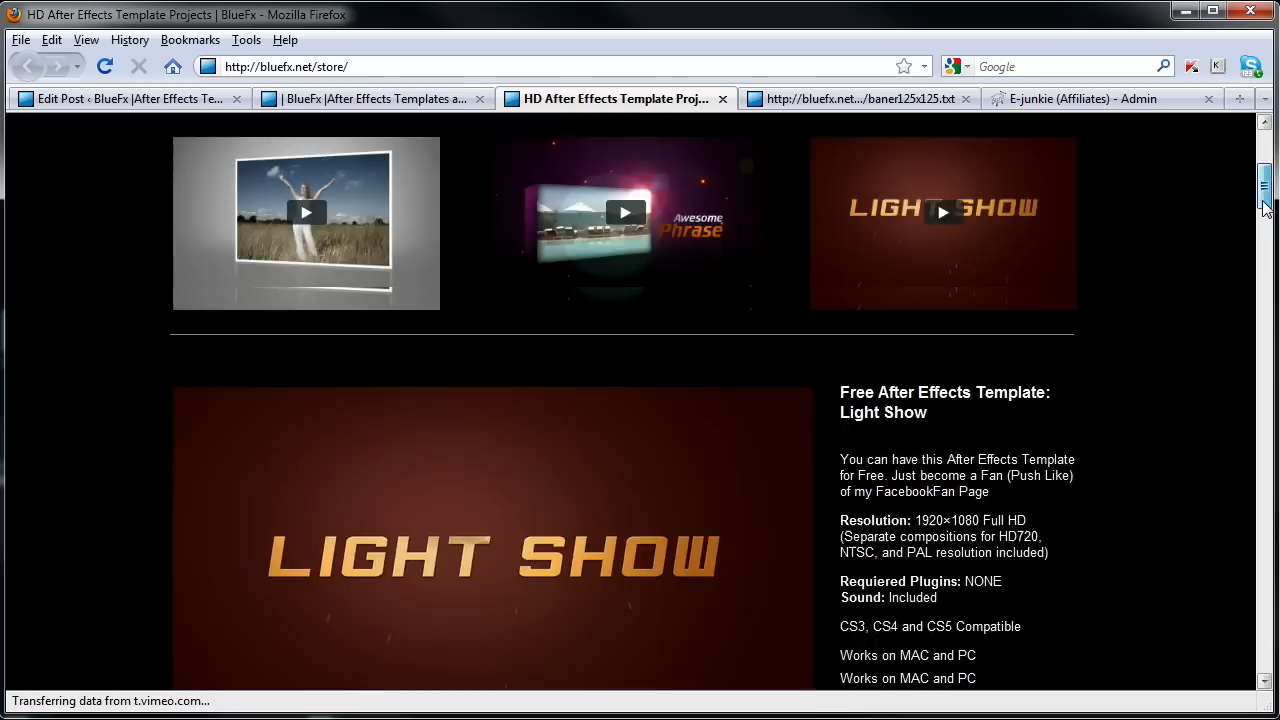 HD After Effects Template Projects | BlueFx - Mozilla Firefox
File Edit View History Bookmarks Tools Help
http://bluefx.net/store/
Google
Edit Post ‹ BlueFx |After Effects Te...
| BlueFx |After Effects Templates a...
HD After Effects Template Proj...
http://bluefx.net.../baner125x125.txt
E-junkie (Affiliates) - Admin
Awesome
Phrase
LIGHT SHOW
Free After Effects Template:
Light Show
You can have this After Effects Template
for Free. Just become a Fan (Push Like)
of my FacebookFan Page
Resolution: 1920×1080 Full HD
(Separate compositions for HD720,
NTSC, and PAL resolution included)
LIGHT SHOW
Requiered Plugins: NONE
Sound: Included
CS3, CS4 and CS5 Compatible
Works on MAC and PC
Works on MAC and PC
Transferring data from t.vimeo.com...